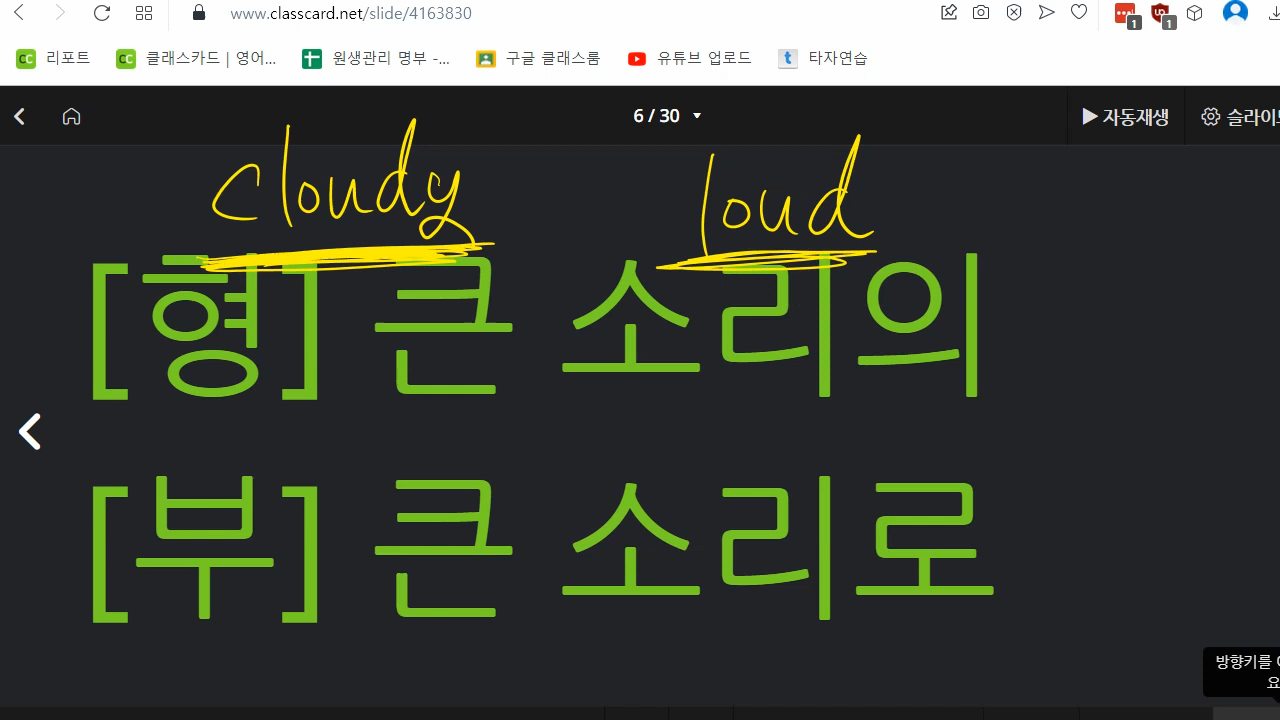 www.classcard.net/slide/4163830
1 1
리포트 클래스카드 | 영어... 원생관리 명부 -... 구글 클래스룸 유튜브 업로드 타자연습
6 / 30 자동재생 슬라이드
cloudy loud
[형] 큰 소리의
[부] 큰 소리로
방향키를
요